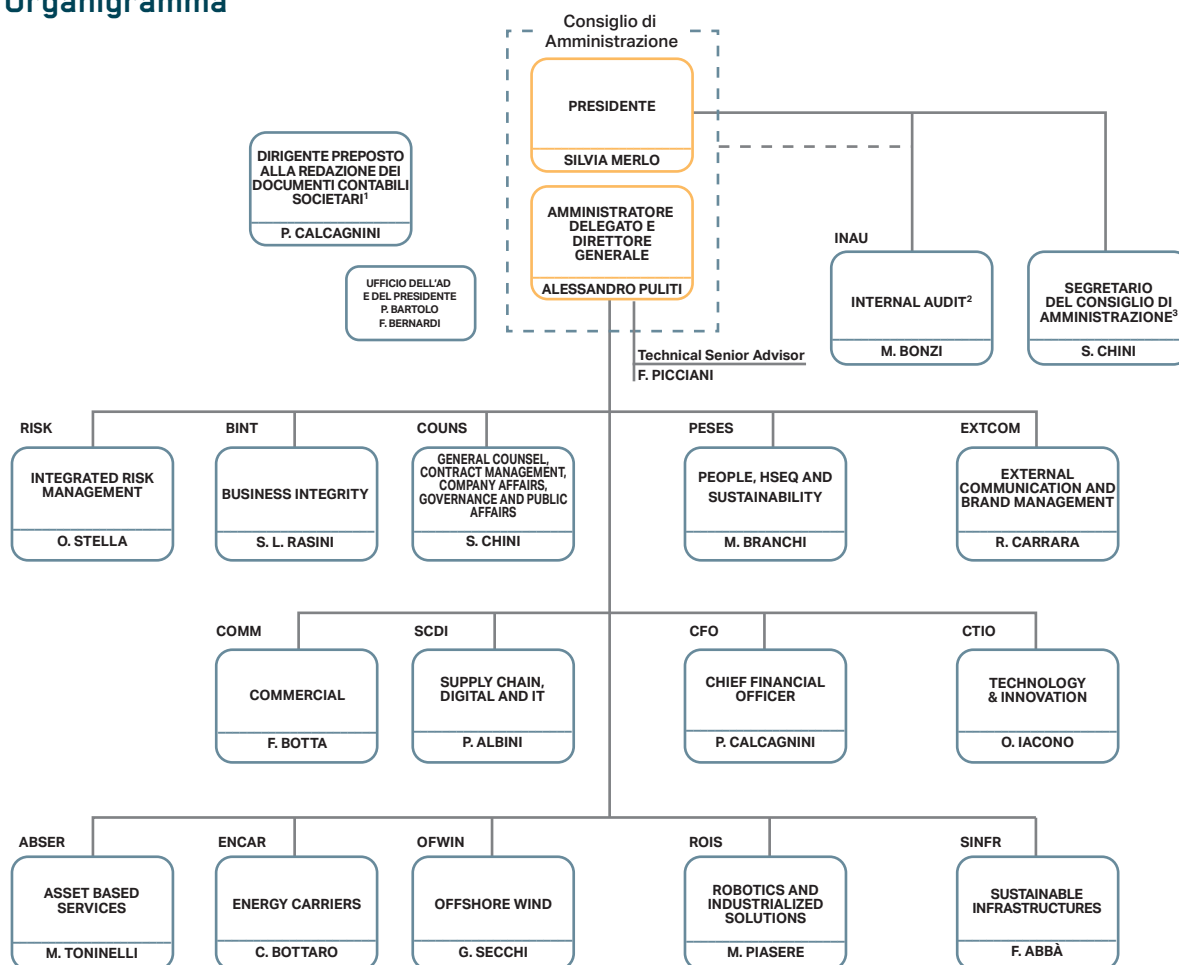 Organigramma
Consiglio di
Amministrazione
PRESIDENTE
SILVIA MERLO
DIRIGENTE PREPOSTO
ALLA REDAZIONE DEI
DOCUMENTI CONTABILI
SOCIETARI¹
P. CALCAGNINI
AMMINISTRATORE
DELEGATO E
DIRETTORE
GENERALE
ALESSANDRO PULITI
UFFICIO DELL'AD
E DEL PRESIDENTE
P. BARTOLO
F. BERNARDI
INAU
INTERNAL AUDIT²
M. BONZI
SEGRETARIO
DEL CONSIGLIO DI
AMMINISTRAZIONE³
S. CHINI
Technical Senior Advisor
F. PICCIANI
RISK
INTEGRATED RISK
MANAGEMENT
O. STELLA
BINT
BUSINESS INTEGRITY
S. L. RASINI
COUNS
GENERAL COUNSEL,
CONTRACT MANAGEMENT,
COMPANY AFFAIRS,
GOVERNANCE AND PUBLIC
AFFAIRS
S. CHINI
PESES
PEOPLE, HSEQ AND
SUSTAINABILITY
M. BRANCHI
EXTCOM
EXTERNAL
COMMUNICATION AND
BRAND MANAGEMENT
R. CARRARA
COMM
COMMERCIAL
F. BOTTA
SCDI
SUPPLY CHAIN,
DIGITAL AND IT
P. ALBINI
CFO
CHIEF FINANCIAL
OFFICER
P. CALCAGNINI
CTIO
TECHNOLOGY
& INNOVATION
O. IACONO
ABSER
ASSET BASED
SERVICES
M. TONINELLI
ENCAR
ENERGY CARRIERS
C. BOTTARO
OFWIN
OFFSHORE WIND
G. SECCHI
ROIS
ROBOTICS AND
INDUSTRIALIZED
SOLUTIONS
M. PIASERE
SINFR
SUSTAINABLE
INFRASTRUCTURES
F. ABBÀ